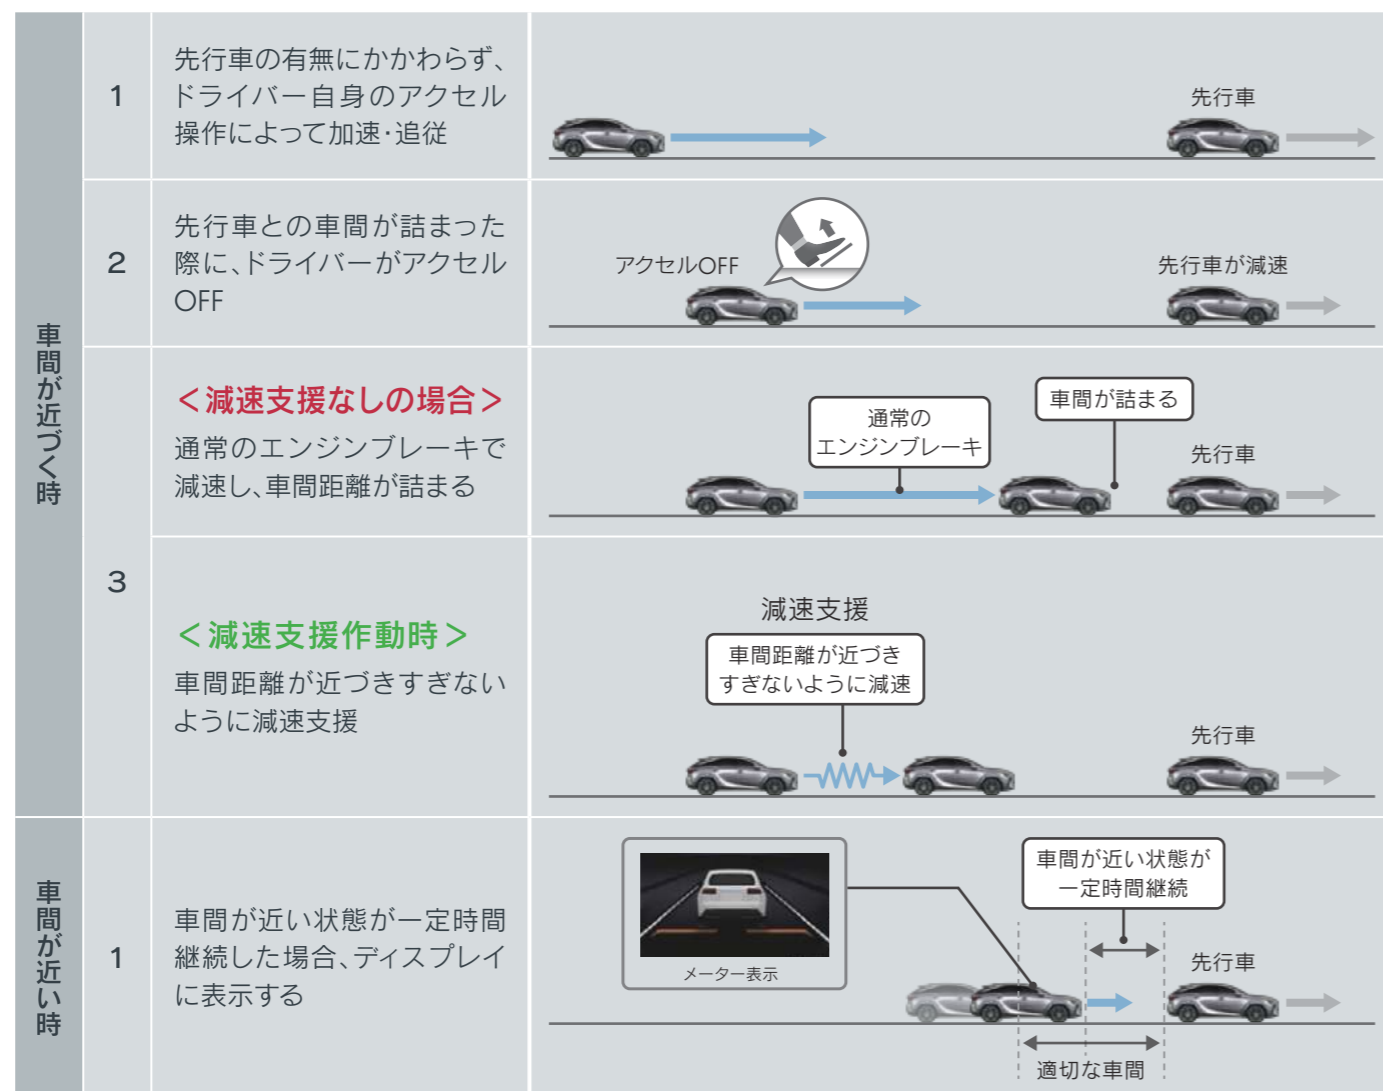 車間が近づく時
1
先行車の有無にかかわらず、
ドライバー自身のアクセル
操作によって加速・追従
先行車
2
先行車との車間が詰まった
際に、ドライバーがアクセル
OFF
アクセルOFF
先行車が減速
3
＜減速支援なしの場合＞
通常のエンジンブレーキで
減速し、車間距離が詰まる
通常の
エンジンブレーキ
車間が詰まる
先行車
＜減速支援作動時＞
車間距離が近づきすぎない
ように減速支援
減速支援
車間距離が近づき
すぎないように減速
先行車
車間が近い時
1
車間が近い状態が一定時間
継続した場合、ディスプレイ
に表示する
メーター表示
車間が近い状態が
一定時間継続
先行車
適切な車間